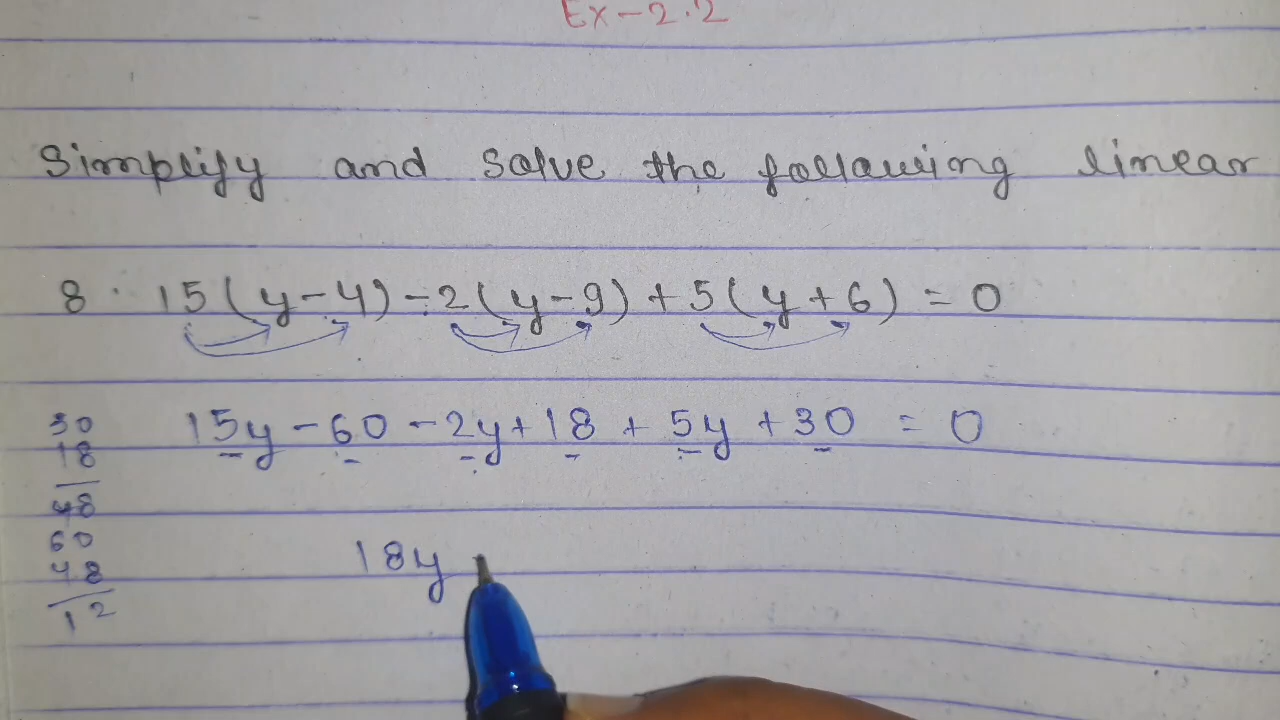 Ex-2.2
Simplify and solve the following linear
8. 15(y-4)-2(y-9)+5(y+6)=0
15y-60-2y+18+5y+30=0
30
18
48
60
48
12
18y